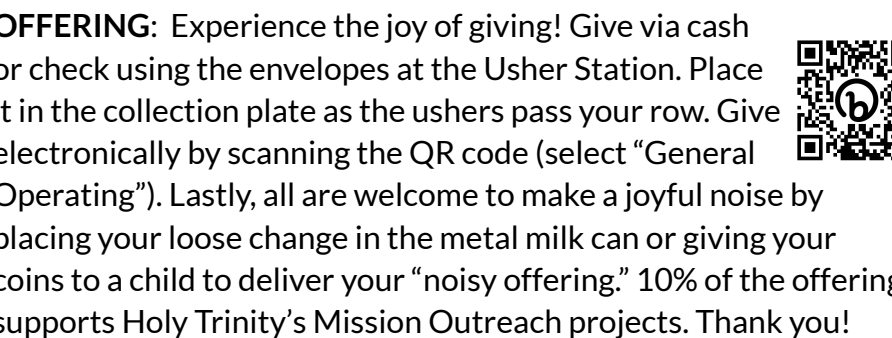 OFFERING: Experience the joy of giving! Give via cash
or check using the envelopes at the Usher Station. Place
it in the collection plate as the ushers pass your row. Give
electronically by scanning the QR code (select “General
Operating”). Lastly, all are welcome to make a joyful noise by
placing your loose change in the metal milk can or giving your
coins to a child to deliver your “noisy offering.” 10% of the offering
supports Holy Trinity’s Mission Outreach projects. Thank you!